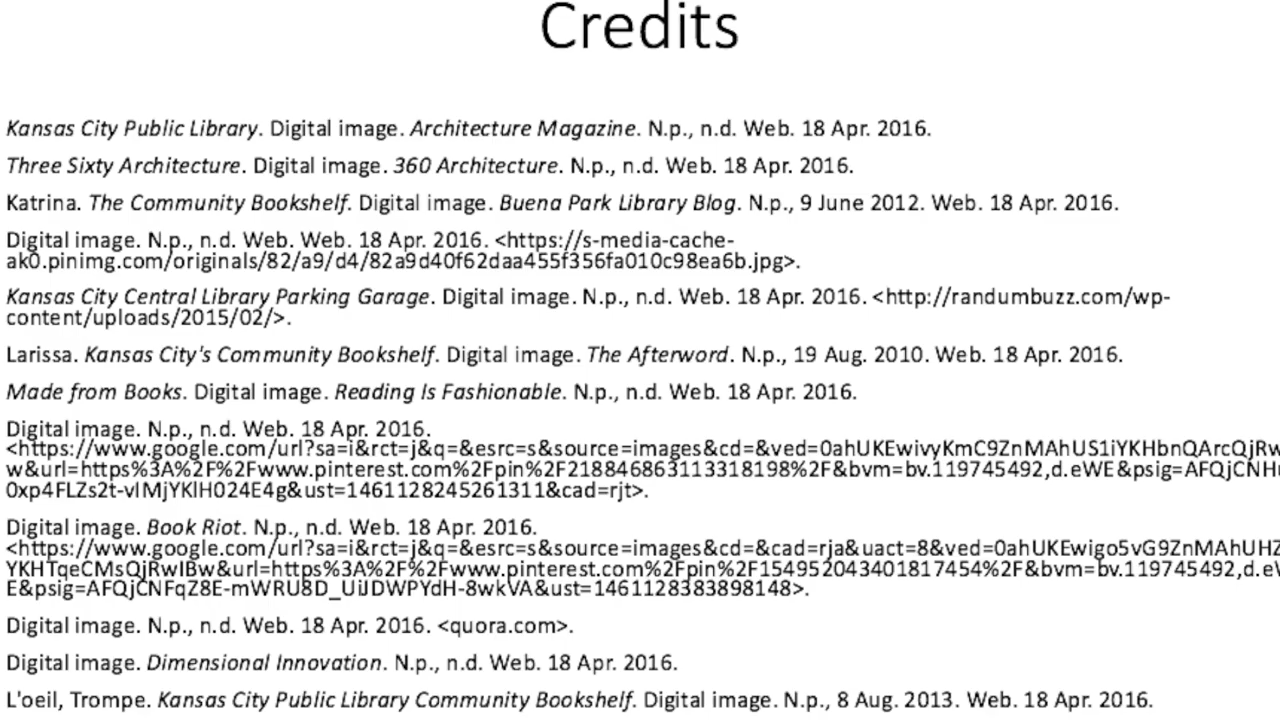 Credits
Kansas City Public Library. Digital image. Architecture Magazine. N.p., n.d. Web. 18 Apr. 2016.
Three Sixty Architecture. Digital image. 360 Architecture. N.p., n.d. Web. 18 Apr. 2016.
Katrina. The Community Bookshelf. Digital image. Buena Park Library Blog. N.p., 9 June 2012. Web. 18 Apr. 2016.
Digital image. N.p., n.d. Web. Web. 18 Apr. 2016. <https://s-media-cache-
ak0.pinimg.com/originals/82/a9/d4/82a9d40f62daa455f356fa010c98ea6b.jpg>.
Kansas City Central Library Parking Garage. Digital image. N.p., n.d. Web. 18 Apr. 2016. <http://randumbuzz.com/wp-
content/uploads/2015/02/>.
Larissa. Kansas City's Community Bookshelf. Digital image. The Afterword. N.p., 19 Aug. 2010. Web. 18 Apr. 2016.
Made from Books. Digital image. Reading Is Fashionable. N.p., n.d. Web. 18 Apr. 2016.
Digital image. N.p., n.d. Web. 18 Apr. 2016.
<https://www.google.com/url?sa=i&rct=j&q=&esrc=s&source=images&cd=&ved=0ahUKEwivyKmC9ZnMAhUS1iYKHbnQArcQjRw
w&url=https%3A%2F%2Fwww.pinterest.com%2Fpin%2F218846863113318198%2F&bvm=bv.119745492,d.eWE&psig=AFQjCNH
0xp4FLZs2t-vIMjYKlH024E4g&ust=1461128245261311&cad=rjt>.
Digital image. Book Riot. N.p., n.d. Web. 18 Apr. 2016.
<https://www.google.com/url?sa=i&rct=j&q=&esrc=s&source=images&cd=&cad=rja&uact=8&ved=0ahUKEwigo5vG9ZnMAhUHZ
YKHTqeCMsQjRwIBw&url=https%3A%2F%2Fwww.pinterest.com%2Fpin%2F154952043401817454%2F&bvm=bv.119745492,d.e
E&psig=AFQjCNFqZ8E-mWRU8D_UiJDWPYdH-8wkVA&ust=1461128383898148>.
Digital image. N.p., n.d. Web. 18 Apr. 2016. <quora.com>.
Digital image. Dimensional Innovation. N.p., n.d. Web. 18 Apr. 2016.
L'oeil, Trompe. Kansas City Public Library Community Bookshelf. Digital image. N.p., 8 Aug. 2013. Web. 18 Apr. 2016.